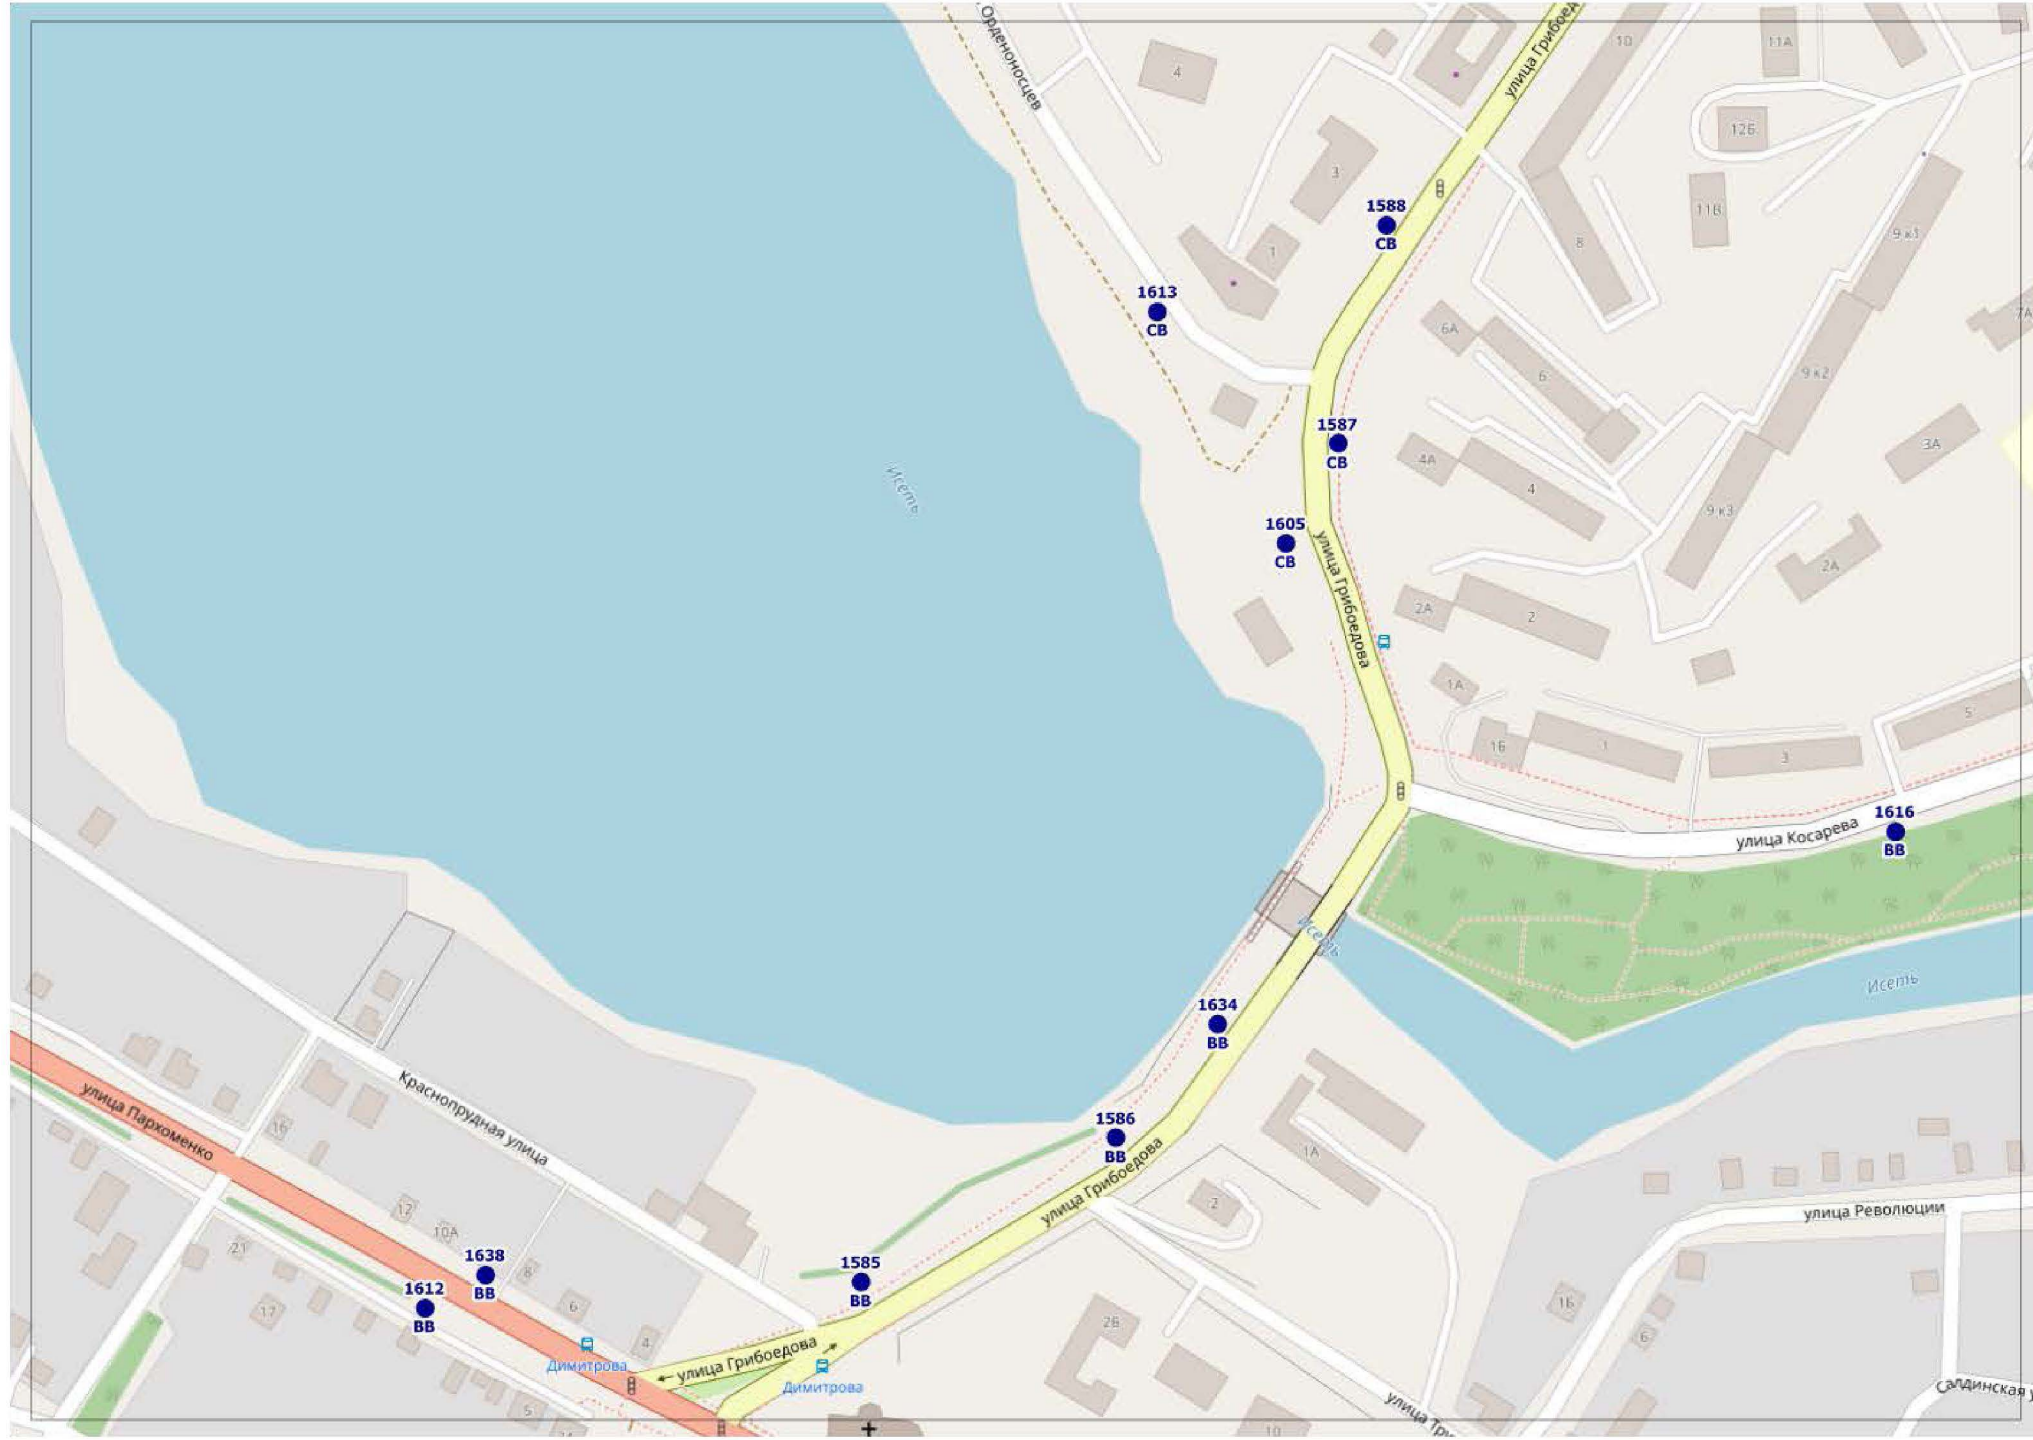 Орденоносцев
улица Грибоед
10
11А
4
12Б
3
11В
1588
СВ
8
9 к1
1
1613
СВ
7А
6А
6
9 к2
1587
СВ
4А
4
3А
9 к3
Исеть
1605
СВ
улица Грибоедова
2А
2
2А
1А
1Б
1
3
5
1616
ВВ
улица Косарева
Исеть
Исеть
1634
ВВ
Краснопрудная улица
улица Пархоменко
16
1586
ВВ
улица Грибоедова
1А
2
улица Революции
12
10А
21
1638
ВВ
8
1585
ВВ
1612
ВВ
17
6
4
2Б
1Б
6
Димитрова
улица Грибоедова
Димитрова
5
10
улица Три
Салдинская у